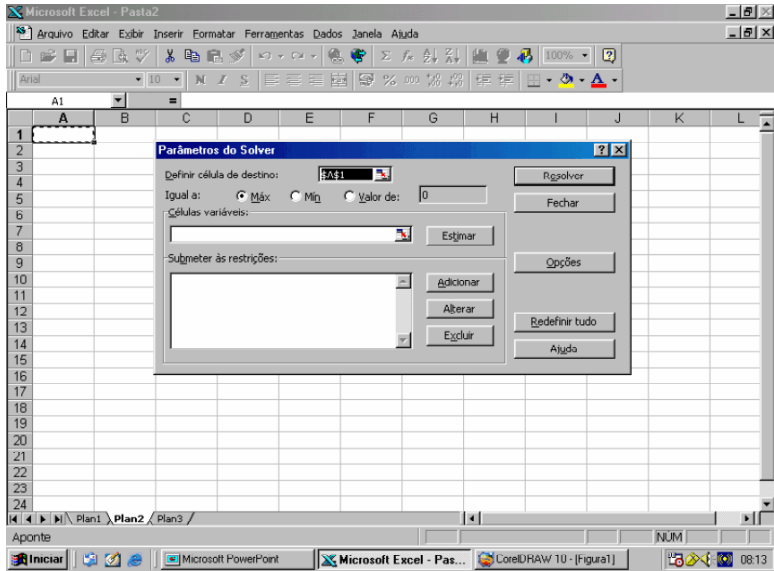 Microsoft Excel - Pasta2
Arquivo Editar Exibir Inserir Formatar Ferramentas Dados Janela Ajuda
100%
Arial 10 N I S % 000
A1 =
A B C D E F G H I J K L
1
2
3
4
5
6
7
8
9
10
11
12
13
14
15
16
17
18
19
20
21
22
23
24
Parâmetros do Solver
Definir célula de destino: $A$1 Resolver
Igual a: Máx Mín Valor de: 0 Fechar
Células variáveis:
Estimar
Submeter às restrições: Opções
Adicionar
Alterar
Redefinir tudo
Excluir
Ajuda
Plan1 Plan2 Plan3
Aponte NÚM
Iniciar Microsoft PowerPoint Microsoft Excel - Pas... CorelDRAW 10 - [Figura1] 08:13